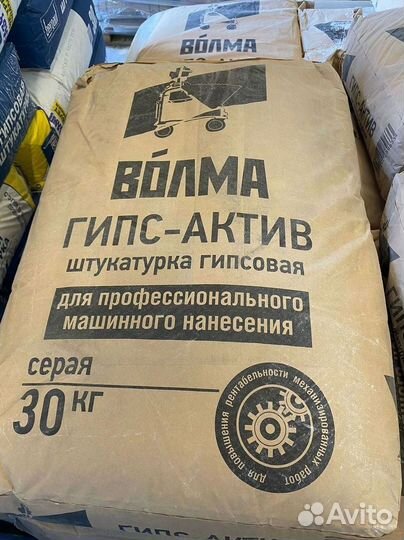 ВОЛМА
ВОЛМА
ГИПС-АКТИВ
штукатурка гипсовая
для профессионального
машинного нанесения
серая
30 кг
для повышения рентабельности механизированных работ
ГИПС-АКТИВ
Avito